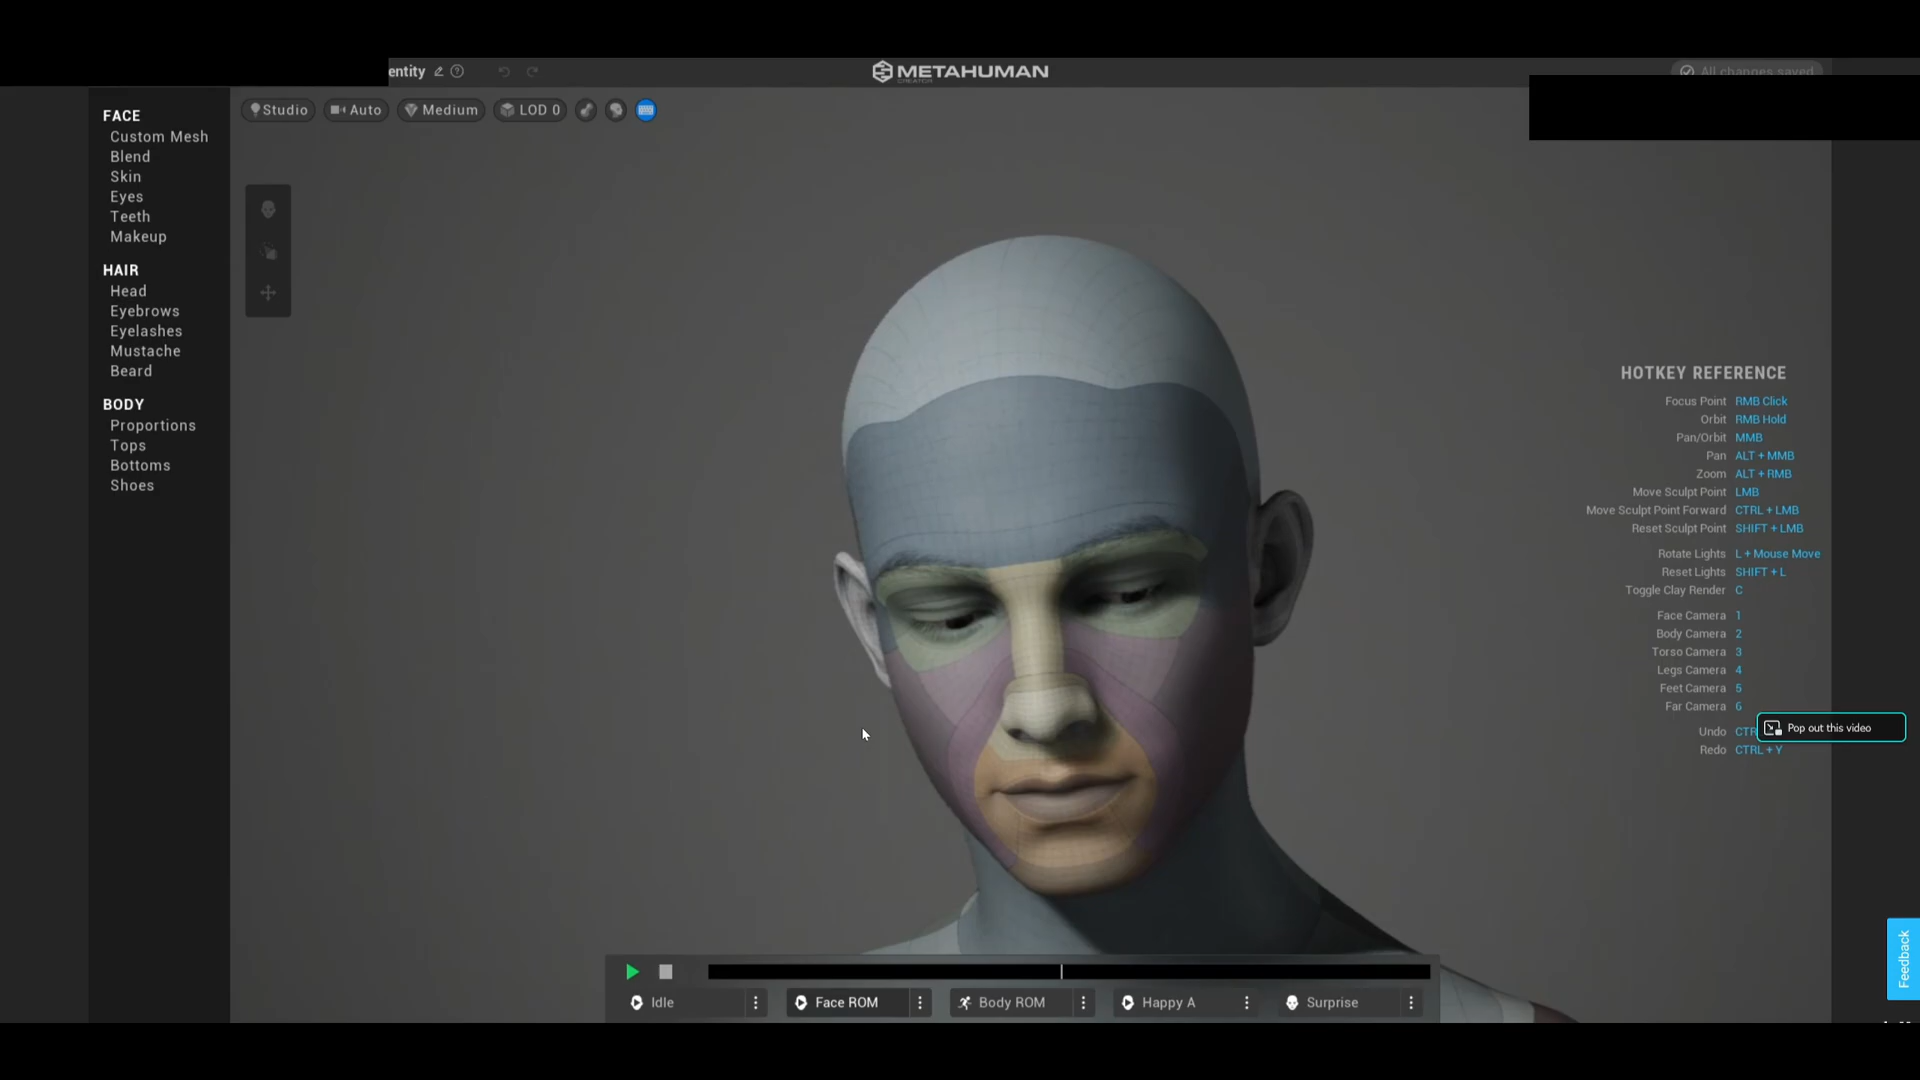 entity
METAHUMAN
CREATOR
All changes saved
Studio
Auto
Medium
LOD 0
FACE
Custom Mesh
Blend
Skin
Eyes
Teeth
Makeup
HAIR
Head
Eyebrows
Eyelashes
Mustache
Beard
BODY
Proportions
Tops
Bottoms
Shoes
HOTKEY REFERENCE
Focus Point RMB Click
Orbit RMB Hold
Pan/Orbit MMB
Pan ALT + MMB
Zoom ALT + RMB
Move Sculpt Point LMB
Move Sculpt Point Forward CTRL + LMB
Reset Sculpt Point SHIFT + LMB
Rotate Lights L + Mouse Move
Reset Lights SHIFT + L
Toggle Clay Render C
Face Camera 1
Body Camera 2
Torso Camera 3
Legs Camera 4
Feet Camera 5
Far Camera 6
Undo
Redo CTRL + Y
Pop out this video
Feedback
Idle
Face ROM
Body ROM
Happy A
Surprise